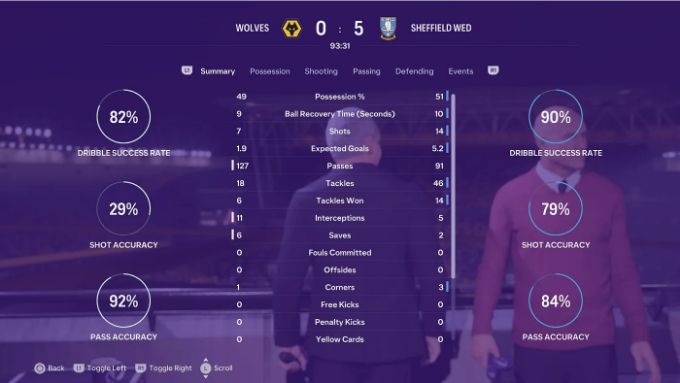 WOLVES 0 : 5 SHEFFIELD WED
93:31
L1 Summary Possession Shooting Passing Defending Events R1
49 Possession % 51
9 Ball Recovery Time (Seconds) 10
7 Shots 14
1.9 Expected Goals 5.2
127 Passes 91
18 Tackles 46
6 Tackles Won 14
11 Interceptions 5
6 Saves 2
0 Fouls Committed 0
0 Offsides 0
1 Corners 3
0 Free Kicks 0
0 Penalty Kicks 0
0 Yellow Cards 0
82%
DRIBBLE SUCCESS RATE
29%
SHOT ACCURACY
92%
PASS ACCURACY
90%
DRIBBLE SUCCESS RATE
79%
SHOT ACCURACY
84%
PASS ACCURACY
Back L1 Toggle Left R1 Toggle Right L Scroll